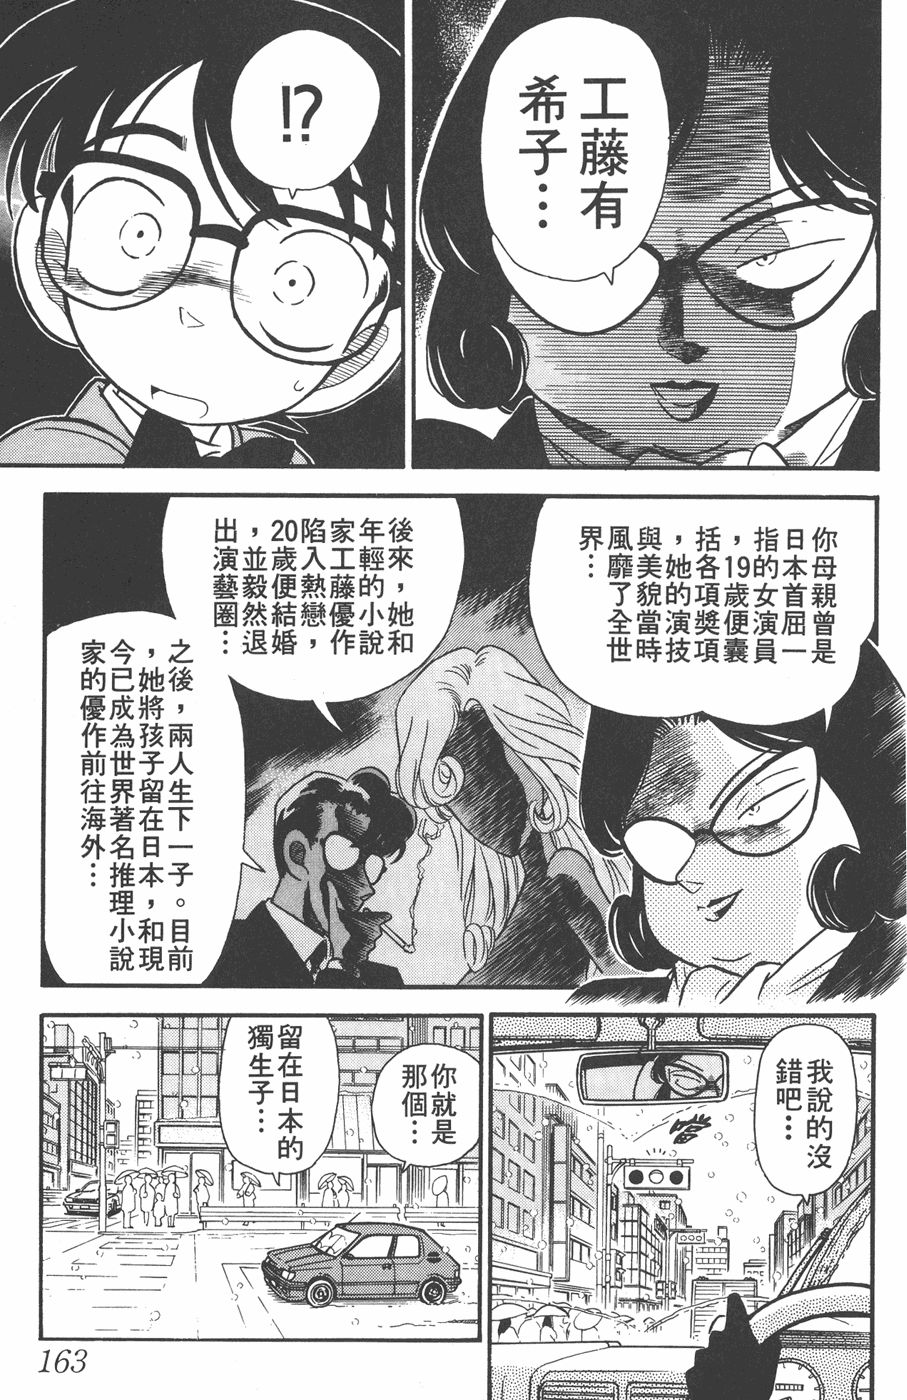 工藤有
希子…
!?
你母親曾是
日本首屈一
指的女演員
，19歲便囊
括各項獎項
，她的演技
與美貌當時
風靡了全世
界…
後來，她和
年輕的小說
家工藤優作
陷入熱戀，
20歲便結婚
，並毅然退
出演藝圈…
之後，兩人生下一子。目前
，她將孩子留在日本，和現
今已成為世界著名推理小說
家的優作前往海外…
我說的沒
錯吧…
噹
你就是
那個…
留在日本的
獨生子…
163